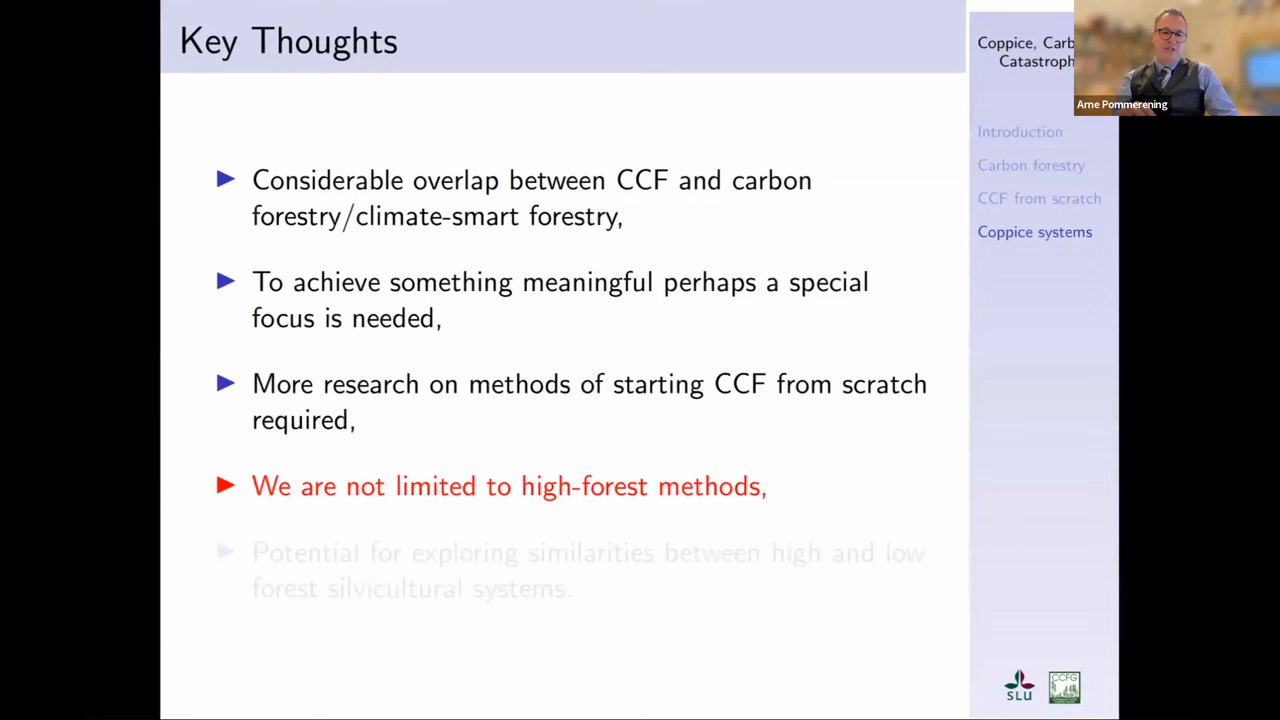 Key Thoughts
Considerable overlap between CCF and carbon
forestry/climate-smart forestry,
To achieve something meaningful perhaps a special
focus is needed,
More research on methods of starting CCF from scratch
required,
We are not limited to high-forest methods,
Potential for exploring similarities between high and low
forest silvicultural systems.
Coppice, Carb
Catastroph
Arne Pommerening
Introduction
Carbon forestry
CCF from scratch
Coppice systems
SLU
CCFG